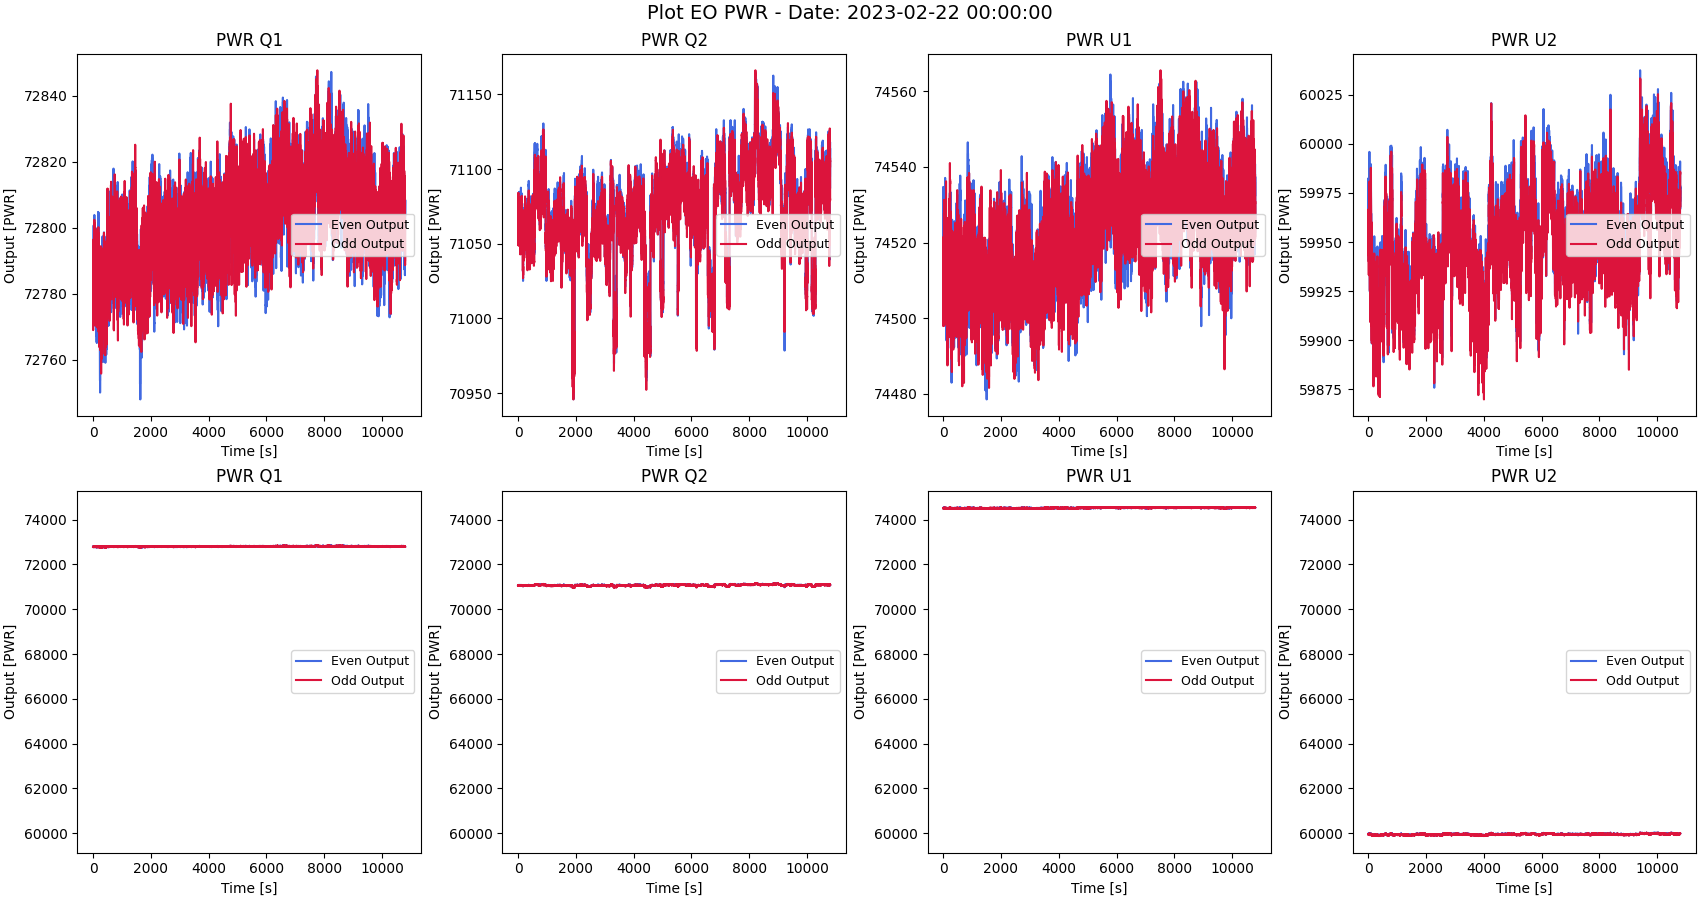 Plot EO PWR - Date: 2023-02-22 00:00:00
PWR Q1
Output [PWR]
72840
72820
72800
72780
72760
Even Output
Odd Output
0 2000 4000 6000 8000 10000
Time [s]
PWR Q2
Output [PWR]
71150
71100
71050
71000
70950
Even Output
Odd Output
0 2000 4000 6000 8000 10000
Time [s]
PWR U1
Output [PWR]
74560
74540
74520
74500
74480
Even Output
Odd Output
0 2000 4000 6000 8000 10000
Time [s]
PWR U2
Output [PWR]
60025
60000
59975
59950
59925
59900
59875
Even Output
Odd Output
0 2000 4000 6000 8000 10000
Time [s]
PWR Q1
Output [PWR]
74000
72000
70000
68000
66000
64000
62000
60000
Even Output
Odd Output
0 2000 4000 6000 8000 10000
Time [s]
PWR Q2
Output [PWR]
74000
72000
70000
68000
66000
64000
62000
60000
Even Output
Odd Output
0 2000 4000 6000 8000 10000
Time [s]
PWR U1
Output [PWR]
74000
72000
70000
68000
66000
64000
62000
60000
Even Output
Odd Output
0 2000 4000 6000 8000 10000
Time [s]
PWR U2
Output [PWR]
74000
72000
70000
68000
66000
64000
62000
60000
Even Output
Odd Output
0 2000 4000 6000 8000 10000
Time [s]